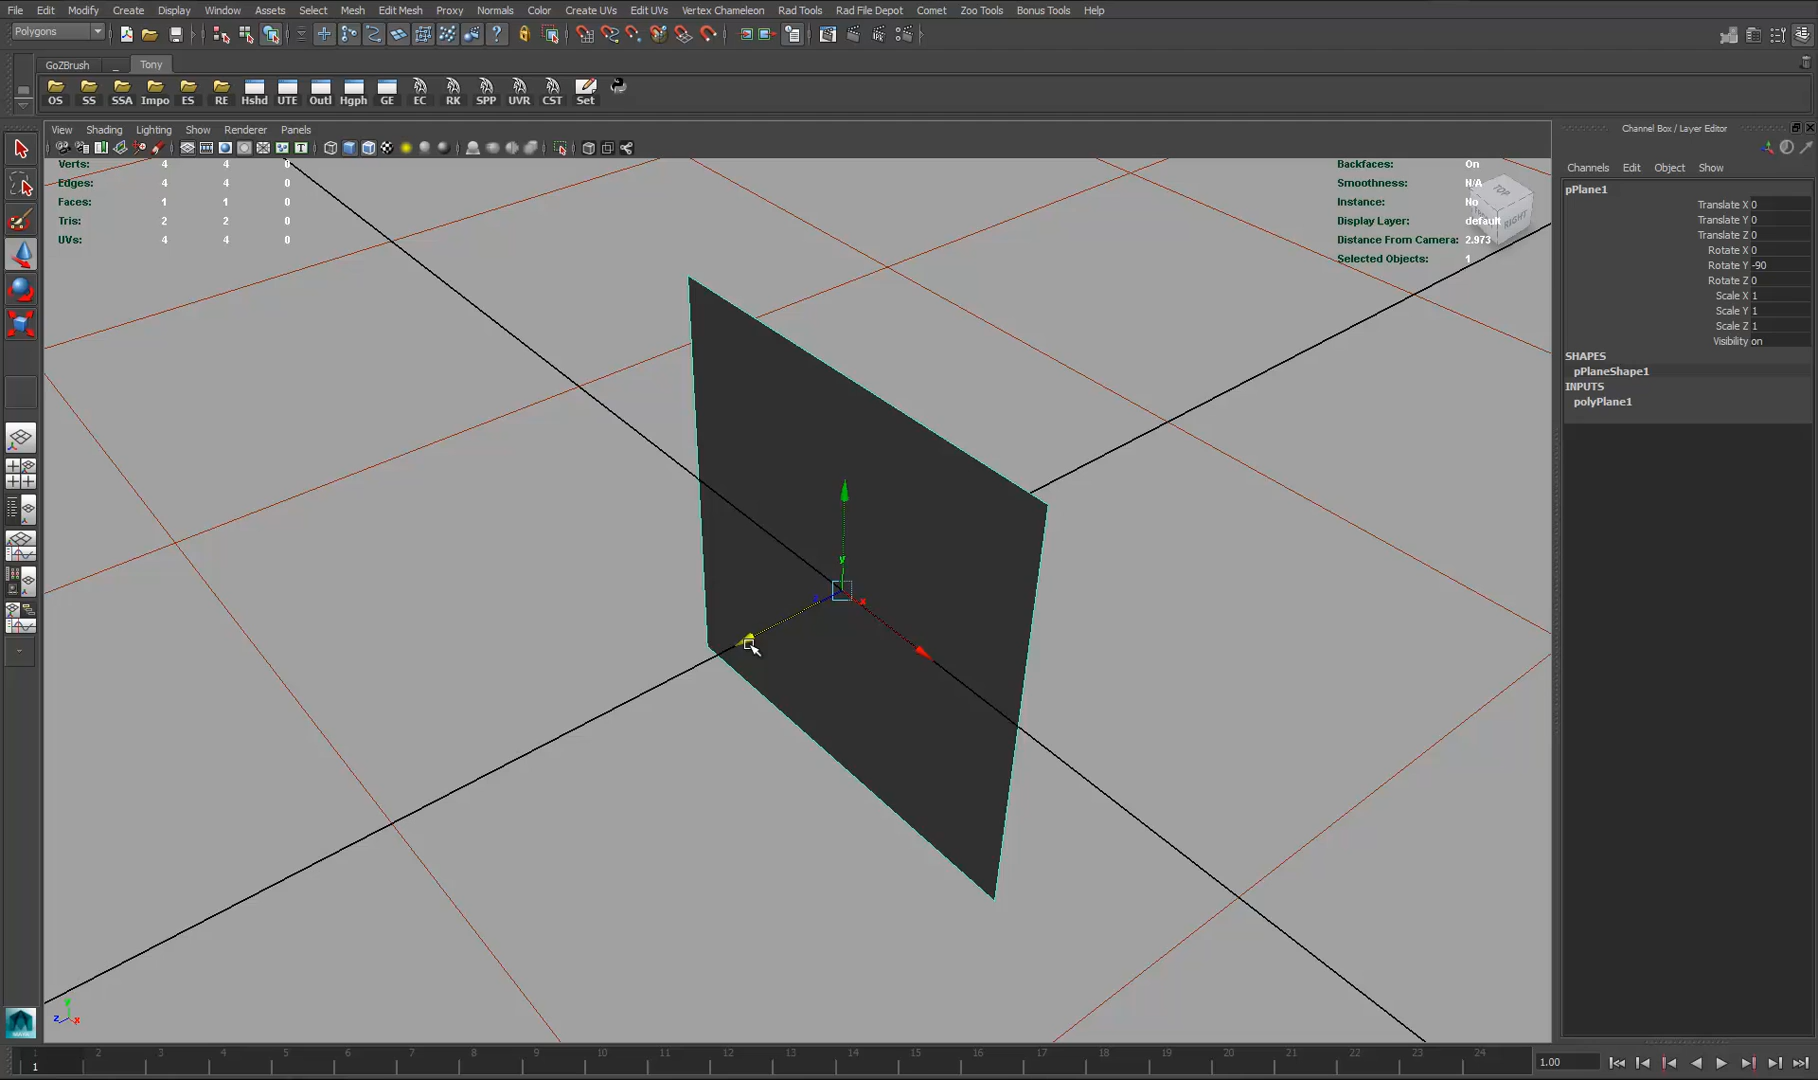 File Edit Modify Create Display Window Assets Select Mesh Edit Mesh Proxy Normals Color Create UVs Edit UVs Vertex Chameleon Rad Tools Rad File Depot Comet Zoo Tools Bonus Tools Help
Polygons
GoZBrush _ Tony
OS SS SSA Impo ES RE Hshd UTE Outl Hgph GE EC RK SPP UVR CST Set
View Shading Lighting Show Renderer Panels
Channel Box / Layer Editor
Channels Edit Object Show
Verts: 4 4 0
Edges: 4 4 0
Faces: 1 1 0
Tris: 2 2 0
UVs: 4 4 0
Backfaces: On
Smoothness: N/A
Instance: No
Display Layer: default
Distance From Camera: 2.973
Selected Objects: 1
TOP
RIGHT
pPlane1
Translate X 0
Translate Y 0
Translate Z 0
Rotate X 0
Rotate Y -90
Rotate Z 0
Scale X 1
Scale Y 1
Scale Z 1
Visibility on
SHAPES
pPlaneShape1
INPUTS
polyPlane1
y
z x
y
z x
1 2 3 4 5 6 7 8 9 10 11 12 13 14 15 16 17 18 19 20 21 22 23 24
1
1.00